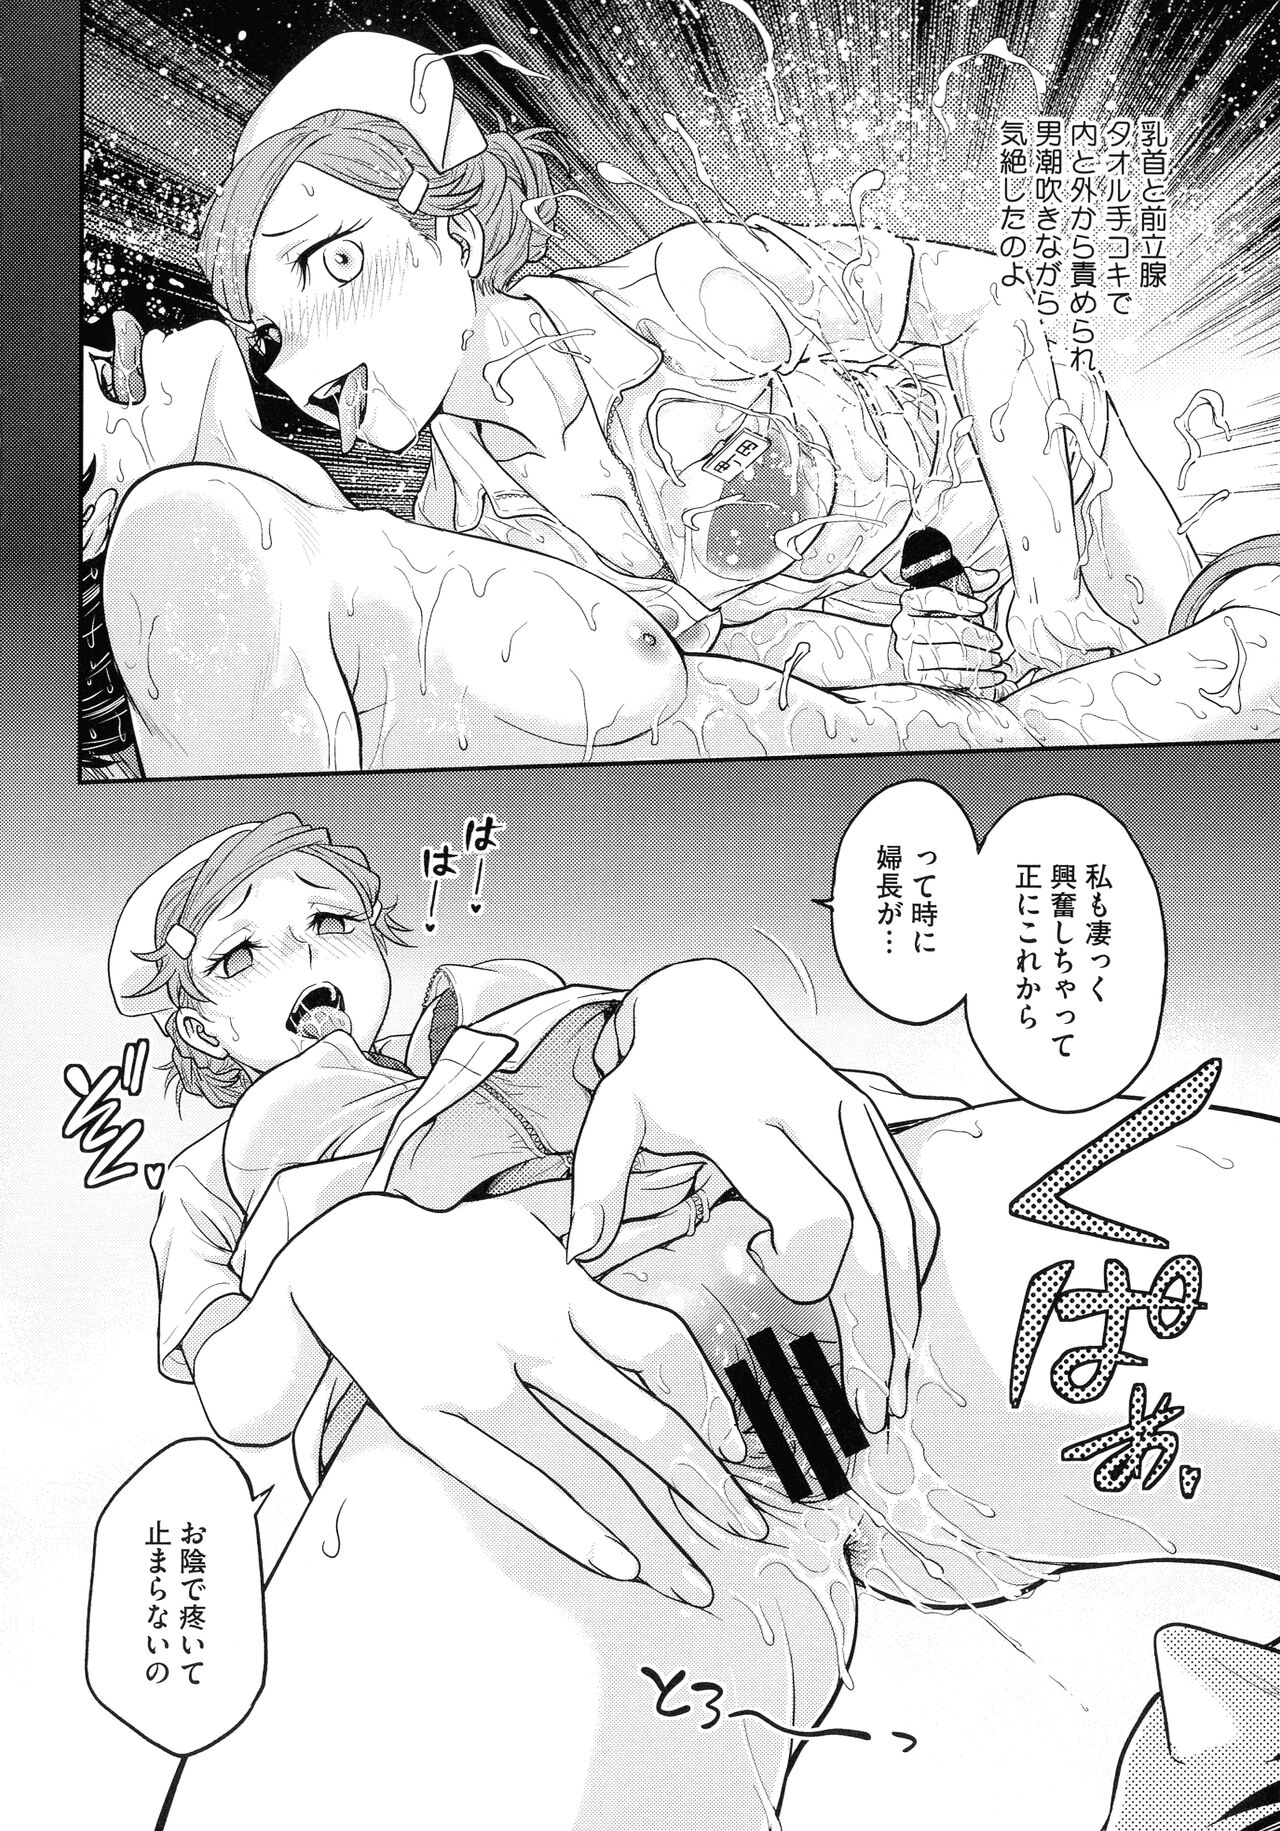 乳首と前立腺
タオル手コキで
内と外から責められ
男潮吹きながら
気絶したのよ
私も凄っく
興奮しちゃって
正にこれから
って時に
婦長が…
はー
はー
くぱぁ
お陰で疼いて
止まらないの
とろ〜っ